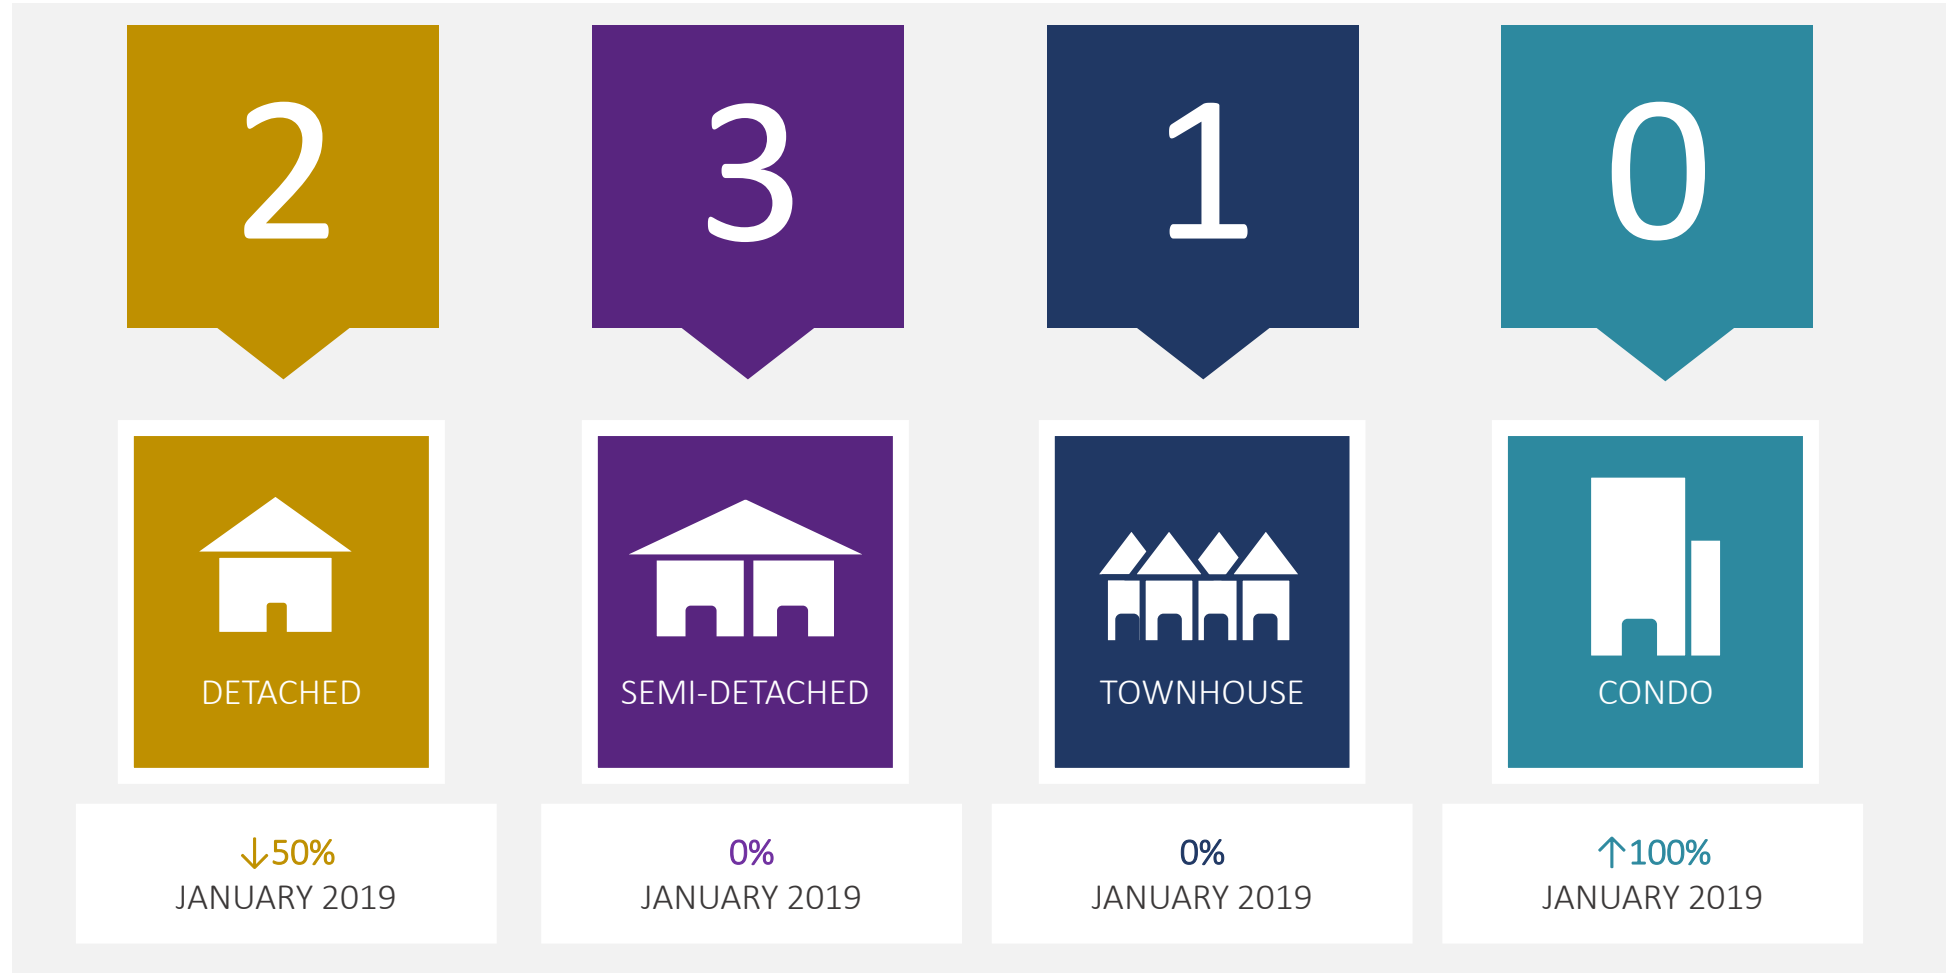 2
3
1
0
DETACHED
SEMI-DETACHED
TOWNHOUSE
CONDO
↓50%
JANUARY 2019
0%
JANUARY 2019
0%
JANUARY 2019
↑100%
JANUARY 2019